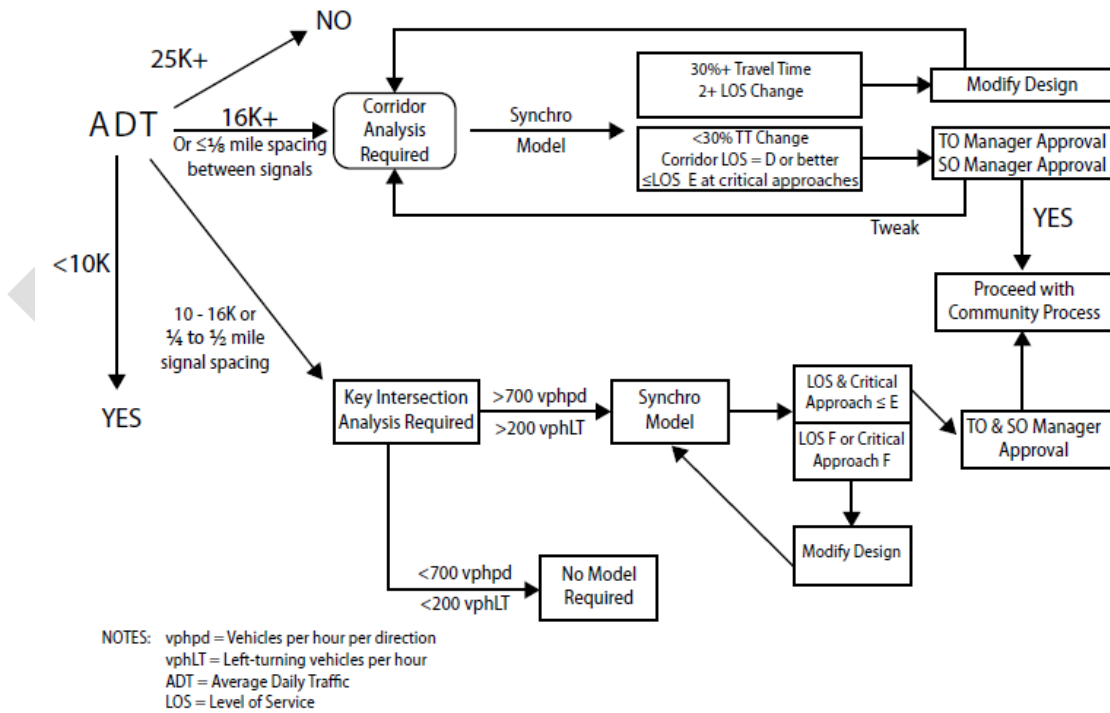 NO
25K+
ADT
16K+
Or ≤⅛ mile spacing
between signals
Corridor
Analysis
Required
Synchro
Model
30%+ Travel Time
2+ LOS Change
Modify Design
<30% TT Change
Corridor LOS = D or better
≤LOS E at critical approaches
TO Manager Approval
SO Manager Approval
Tweak
YES
<10K
YES
10 - 16K or
¼ to ½ mile
signal spacing
Proceed with
Community Process
Key Intersection
Analysis Required
>700 vphpd
>200 vphLT
Synchro
Model
LOS & Critical
Approach ≤ E
LOS F or Critical
Approach F
TO & SO Manager
Approval
Modify Design
<700 vphpd
<200 vphLT
No Model
Required
NOTES: vphpd = Vehicles per hour per direction
vphLT = Left-turning vehicles per hour
ADT = Average Daily Traffic
LOS = Level of Service